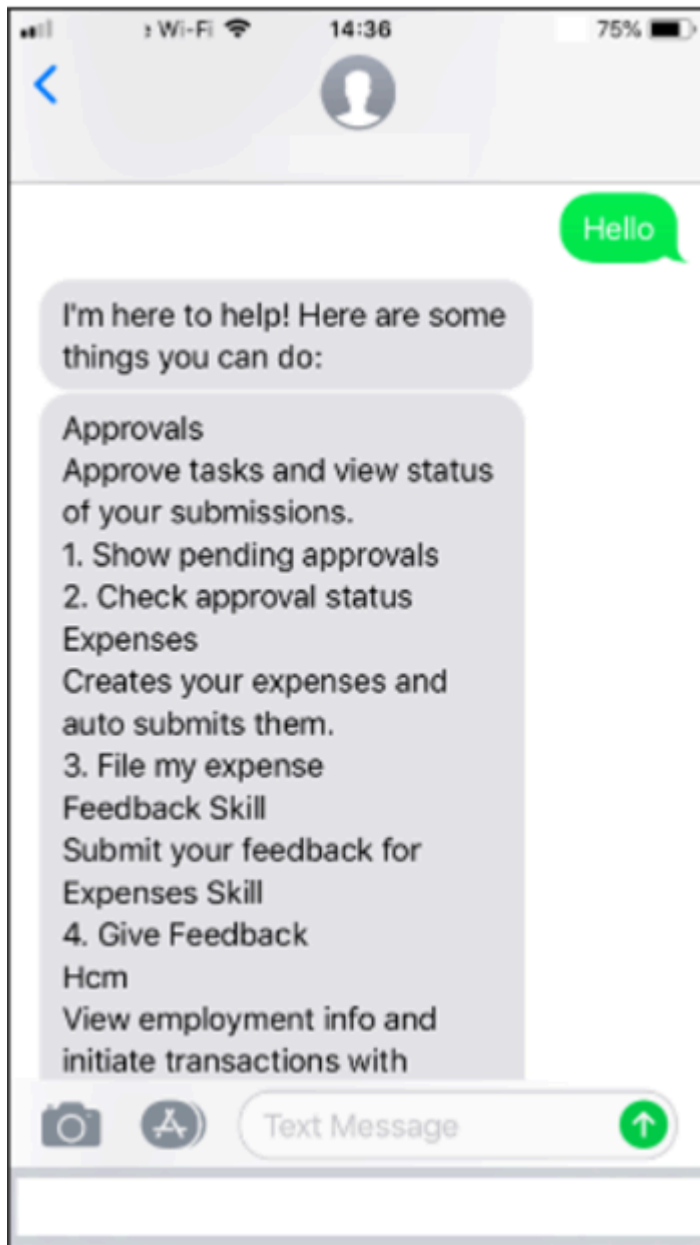 Wi-Fi 14:36 75%
Hello
I'm here to help! Here are some
things you can do:
Approvals
Approve tasks and view status
of your submissions.
1. Show pending approvals
2. Check approval status
Expenses
Creates your expenses and
auto submits them.
3. File my expense
Feedback Skill
Submit your feedback for
Expenses Skill
4. Give Feedback
Hcm
View employment info and
initiate transactions with
Text Message